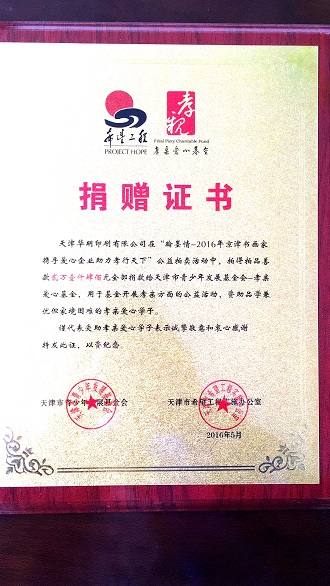 希望工程
PROJECT HOPE
孝親
Filial Piety Charitable Fund
孝亲爱心基金
捐赠证书
天津华明印刷有限公司在“翰墨情-2016年京津书画家
携手爱心企业助力孝行天下”公益拍卖活动中，拍得拍品善
款贰万壹仟肆佰元全部捐献给天津市青少年发展基金会-孝亲
爱心基金，用于基金开展孝亲方面的公益活动，资助品学兼
优但家境困难的孝亲爱心学子。
谨代表受助孝亲爱心学子表示诚挚敬意和衷心感谢
特发此证，以资纪念。
天津市青少年发展基金会
天津市希望工程实施办公室
2016年5月